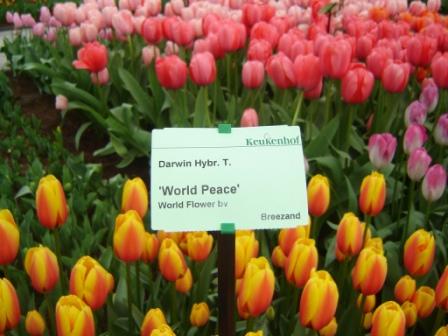 Keukenhof
Darwin Hybr. T.
'World Peace'
World Flower bv
Breezand